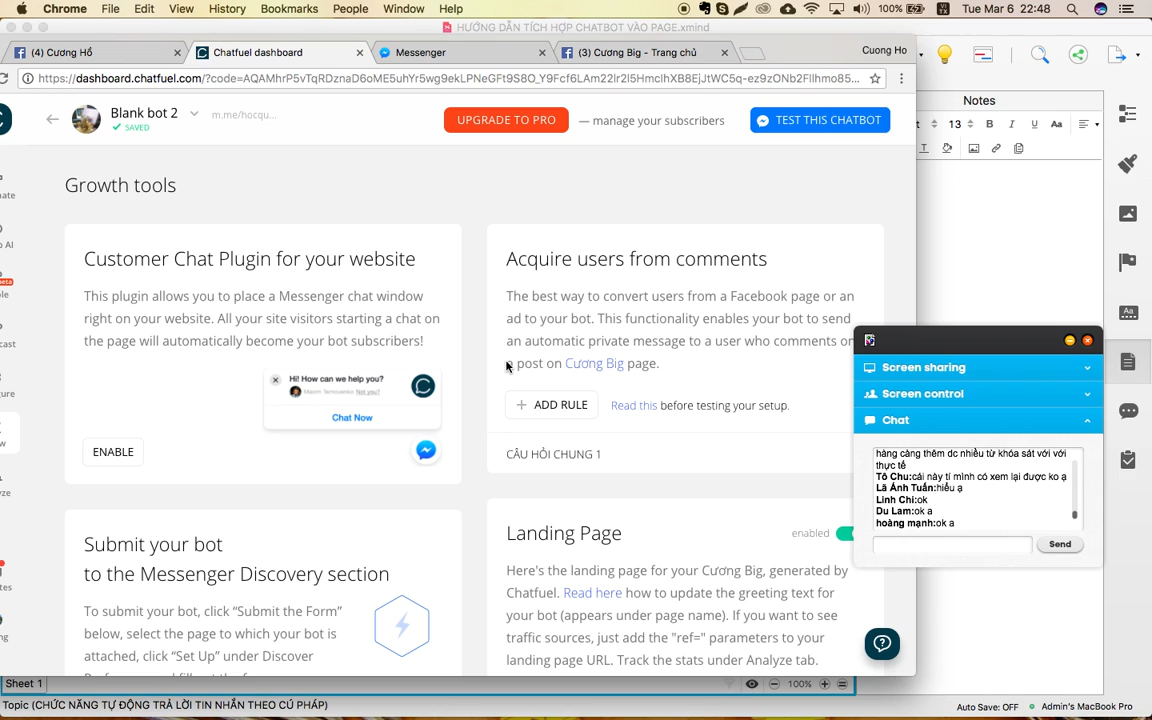 Chrome File Edit View History Bookmarks People Window Help 100% Tue Mar 6 22:48
HƯỚNG DẪN TÍCH HỢP CHATBOT VÀO PAGE.xmind
(4) Cương Hồ × Chatfuel dashboard × Messenger × (3) Cương Big - Trang chủ × Cuong Ho
https://dashboard.chatfuel.com/?code=
Notes
13 B I U Aa
Blank bot 2
SAVED
m.me/hocqu...
UPGRADE TO PRO
— manage your subscribers
TEST THIS CHATBOT
Growth tools
Customer Chat Plugin for your website
This plugin allows you to place a Messenger chat window
right on your website. All your site visitors starting a chat on
the page will automatically become your bot subscribers!
Hi! How can we help you?
Not you?
Chat Now
ENABLE
Acquire users from comments
The best way to convert users from a Facebook page or an
ad to your bot. This functionality enables your bot to send
an automatic private message to a user who comments on
a post on Cương Big page.
+ ADD RULE
Read this before testing your setup.
CÂU HỎI CHUNG 1
Submit your bot
to the Messenger Discovery section
To submit your bot, click “Submit the Form”
below, select the page to which your bot is
attached, click “Set Up” under Discover
Landing Page
enabled
Here's the landing page for your Cương Big, generated by
Chatfuel. Read here how to update the greeting text for
your bot (appears under page name). If you want to see
traffic sources, just add the "ref=" parameters to your
landing page URL. Track the stats under Analyze tab.
Screen sharing
Screen control
Chat
hàng càng thêm dc nhiều từ khóa sát với với
thực tế
Tô Chu:cái này tí mình có xem lại được ko ạ
Lã Ánh Tuấn:hiểu ạ
Linh Chi:ok
Du Lam:ok a
hoàng mạnh:ok a
Send
Sheet 1
100%
Topic (CHỨC NĂNG TỰ ĐỘNG TRẢ LỜI TIN NHẮN THEO CÚ PHÁP)
Auto Save: OFF
Admin's MacBook Pro